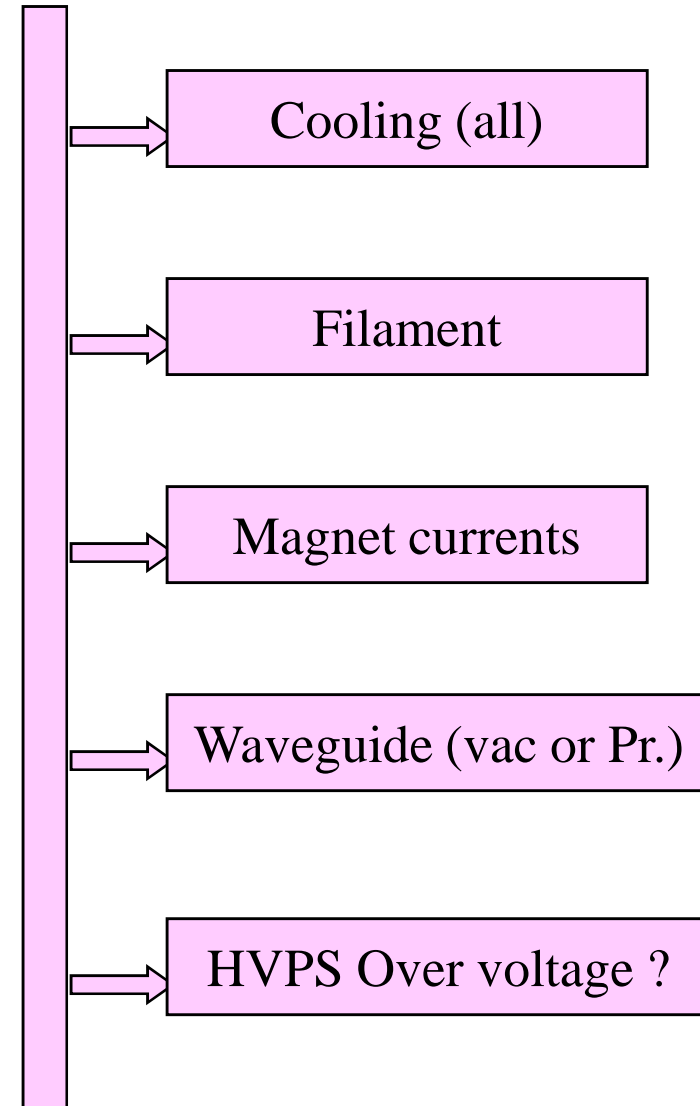 Cooling (all)
Filament
Magnet currents
Waveguide (vac or Pr.)
HVPS Over voltage ?